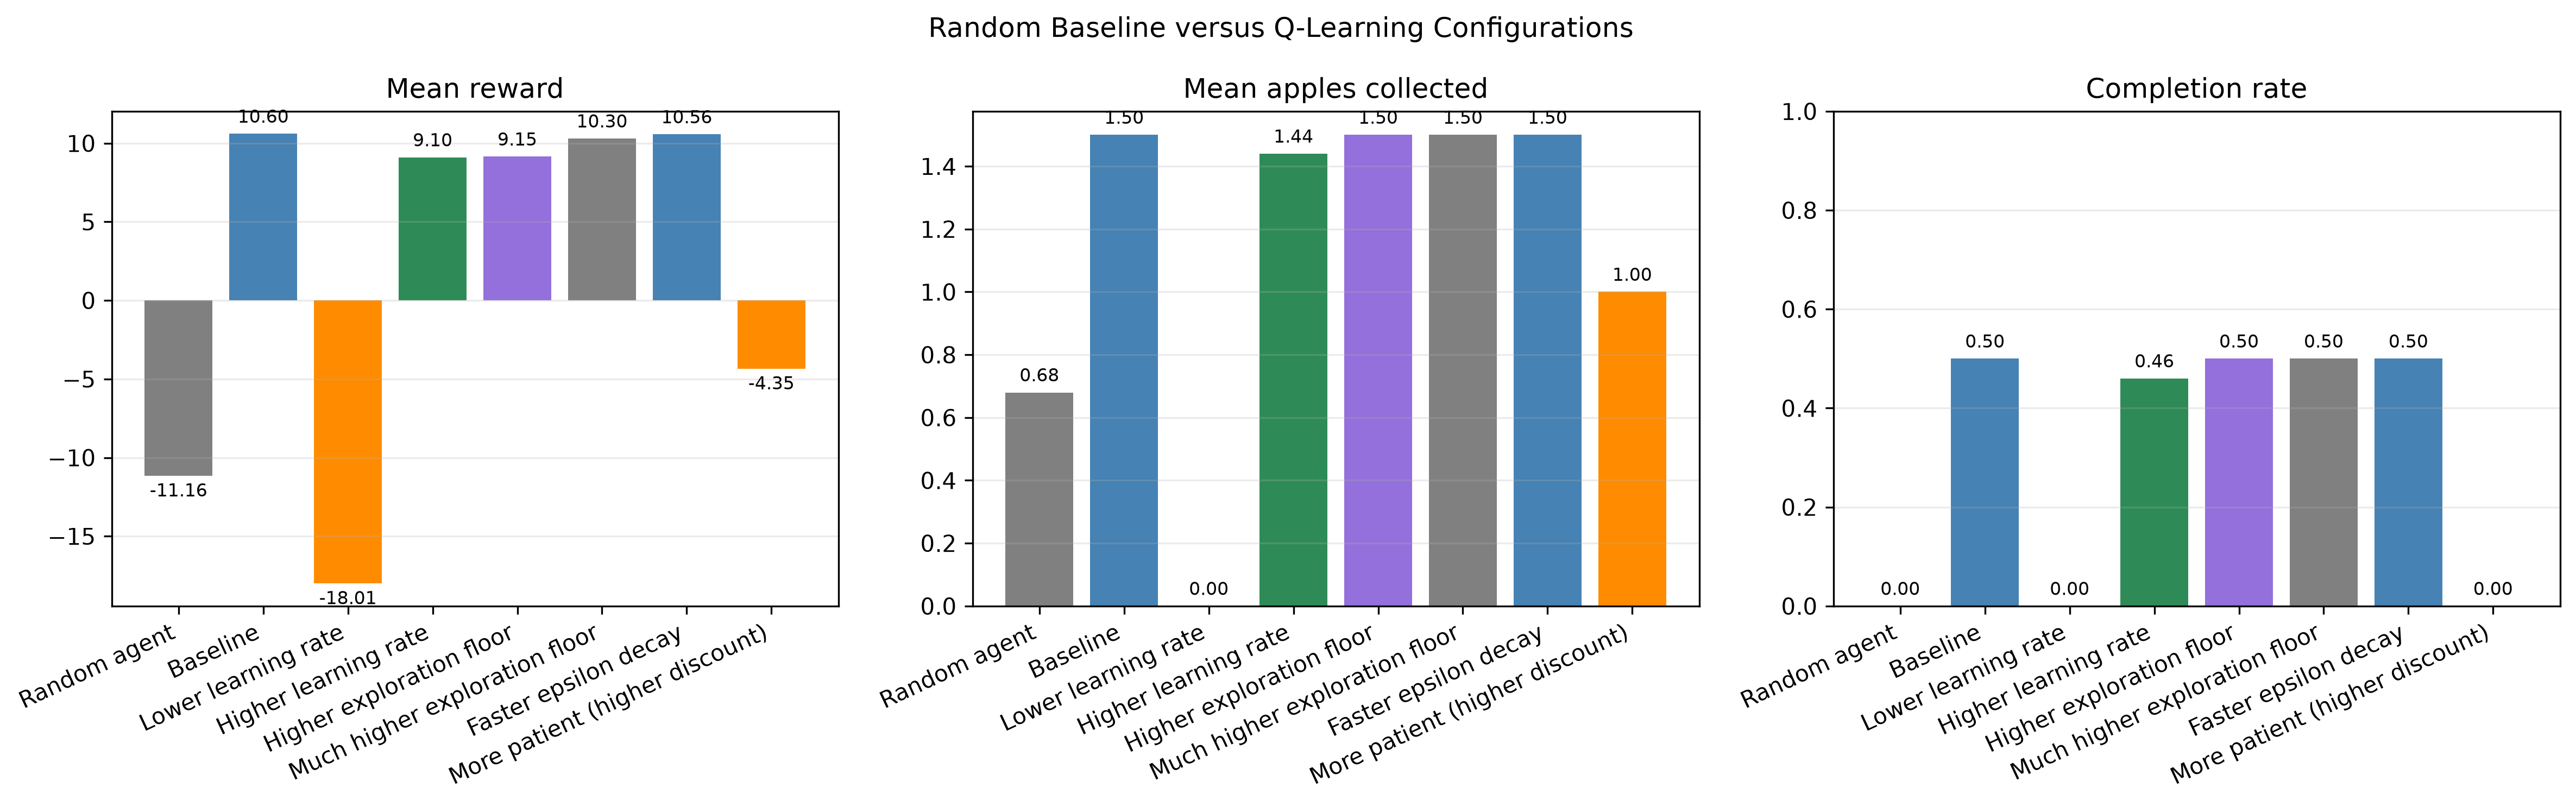 Random Baseline versus Q-Learning Configurations
Mean reward
10
5
0
−5
−10
−15
-11.16
10.60
-18.01
9.10
9.15
10.30
10.56
-4.35
Random agent
Baseline
Lower learning rate
Higher learning rate
Higher exploration floor
Much higher exploration floor
Faster epsilon decay
More patient (higher discount)
Mean apples collected
1.4
1.2
1.0
0.8
0.6
0.4
0.2
0.0
0.68
1.50
0.00
1.44
1.50
1.50
1.50
1.00
Random agent
Baseline
Lower learning rate
Higher learning rate
Higher exploration floor
Much higher exploration floor
Faster epsilon decay
More patient (higher discount)
Completion rate
1.0
0.8
0.6
0.4
0.2
0.0
0.00
0.50
0.00
0.46
0.50
0.50
0.50
0.00
Random agent
Baseline
Lower learning rate
Higher learning rate
Higher exploration floor
Much higher exploration floor
Faster epsilon decay
More patient (higher discount)